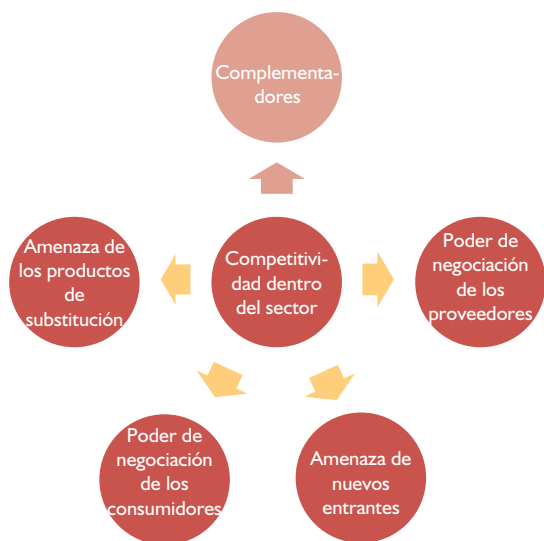 Complementa-
dores
Amenaza de
los productos
de
substitución
Competitivi-
dad dentro
del sector
Poder de
negociación
de los
proveedores
Poder de
negociación
de los
consumidores
Amenaza de
nuevos
entrantes